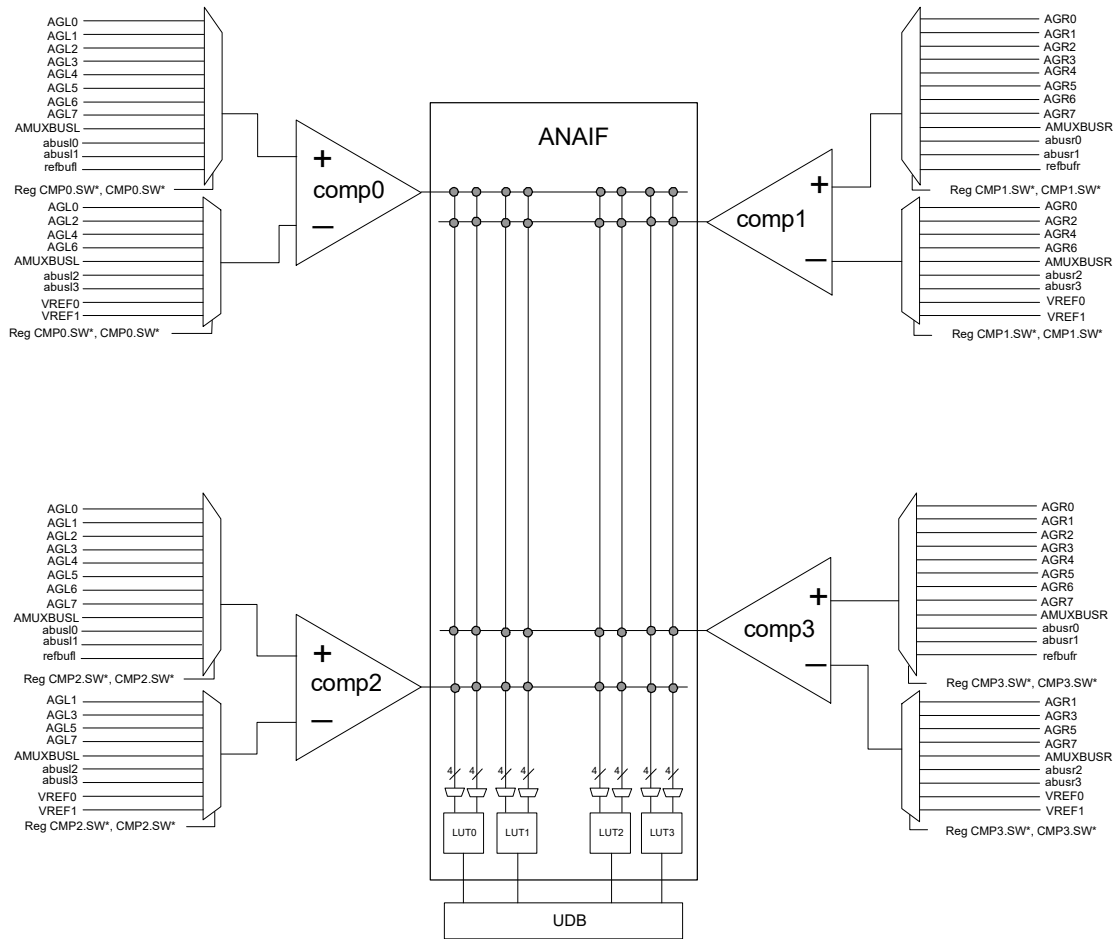 AGL0
AGL1
AGL2
AGL3
AGL4
AGL5
AGL6
AGL7
AMUXBUSL
abusl0
abusl1
refbufl
Reg CMP0.SW*, CMP0.SW*
AGL0
AGL2
AGL4
AGL6
AMUXBUSL
abusl2
abusl3
VREF0
VREF1
Reg CMP0.SW*, CMP0.SW*
+
comp0
−
ANAIF
+
comp1
−
AGR0
AGR1
AGR2
AGR3
AGR4
AGR5
AGR6
AGR7
AMUXBUSR
abusr0
abusr1
refbufr
Reg CMP1.SW*, CMP1.SW*
AGR0
AGR2
AGR4
AGR6
AMUXBUSR
abusr2
abusr3
VREF0
VREF1
Reg CMP1.SW*, CMP1.SW*
AGL0
AGL1
AGL2
AGL3
AGL4
AGL5
AGL6
AGL7
AMUXBUSL
abusl0
abusl1
refbufl
Reg CMP2.SW*, CMP2.SW*
AGL1
AGL3
AGL5
AGL7
AMUXBUSL
abusl2
abusl3
VREF0
VREF1
Reg CMP2.SW*, CMP2.SW*
+
comp2
−
+
comp3
−
AGR0
AGR1
AGR2
AGR3
AGR4
AGR5
AGR6
AGR7
AMUXBUSR
abusr0
abusr1
refbufr
Reg CMP3.SW*, CMP3.SW*
AGR1
AGR3
AGR5
AGR7
AMUXBUSR
abusr2
abusr3
VREF0
VREF1
Reg CMP3.SW*, CMP3.SW*
4 4 4 4 4 4 4 4
LUT0 LUT1 LUT2 LUT3
UDB